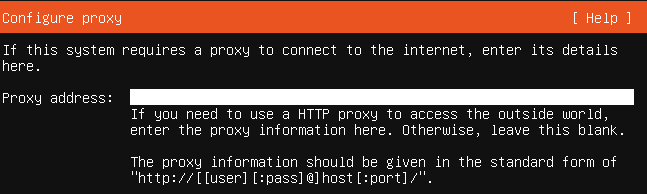 Configure proxy [ Help ]
If this system requires a proxy to connect to the internet, enter its details
here.
Proxy address:
If you need to use a HTTP proxy to access the outside world,
enter the proxy information here. Otherwise, leave this blank.
The proxy information should be given in the standard form of
"http://[[user][:pass]@]host[:port]/".